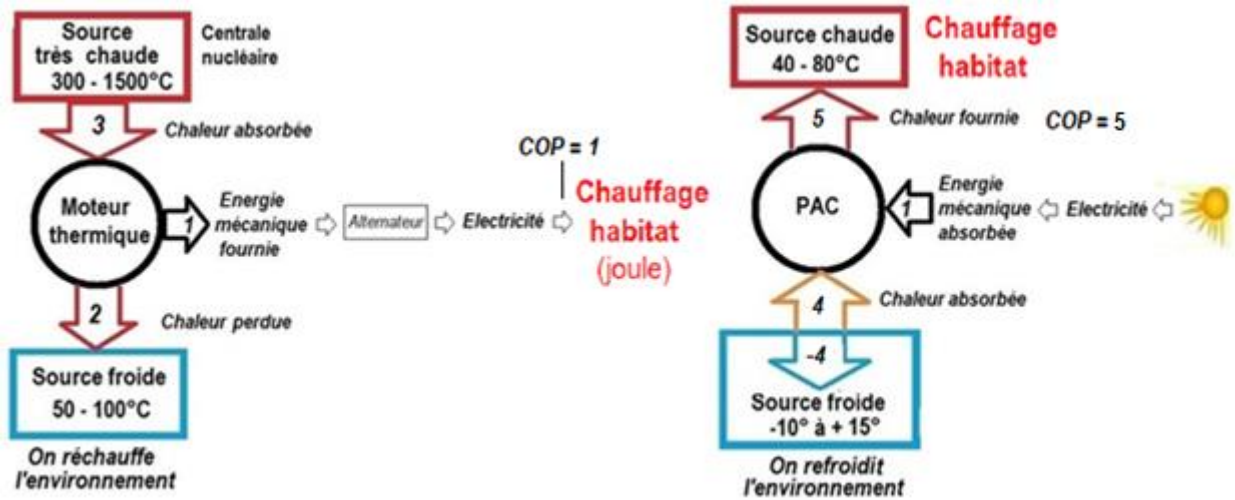 Source
très chaude
300 - 1500°C
Centrale
nucléaire
3
Chaleur absorbée
Moteur
thermique
1
Energie
mécanique
fournie
Alternateur
Electricité
COP = 1
Chauffage
habitat
(joule)
2
Chaleur perdue
Source froide
50 - 100°C
On réchauffe
l'environnement
Source chaude
40 - 80°C
Chauffage
habitat
5
Chaleur fournie
COP = 5
PAC
1
Energie
mécanique
absorbée
Electricité
4
Chaleur absorbée
-4
Source froide
-10° à + 15°
On refroidit
l'environnement